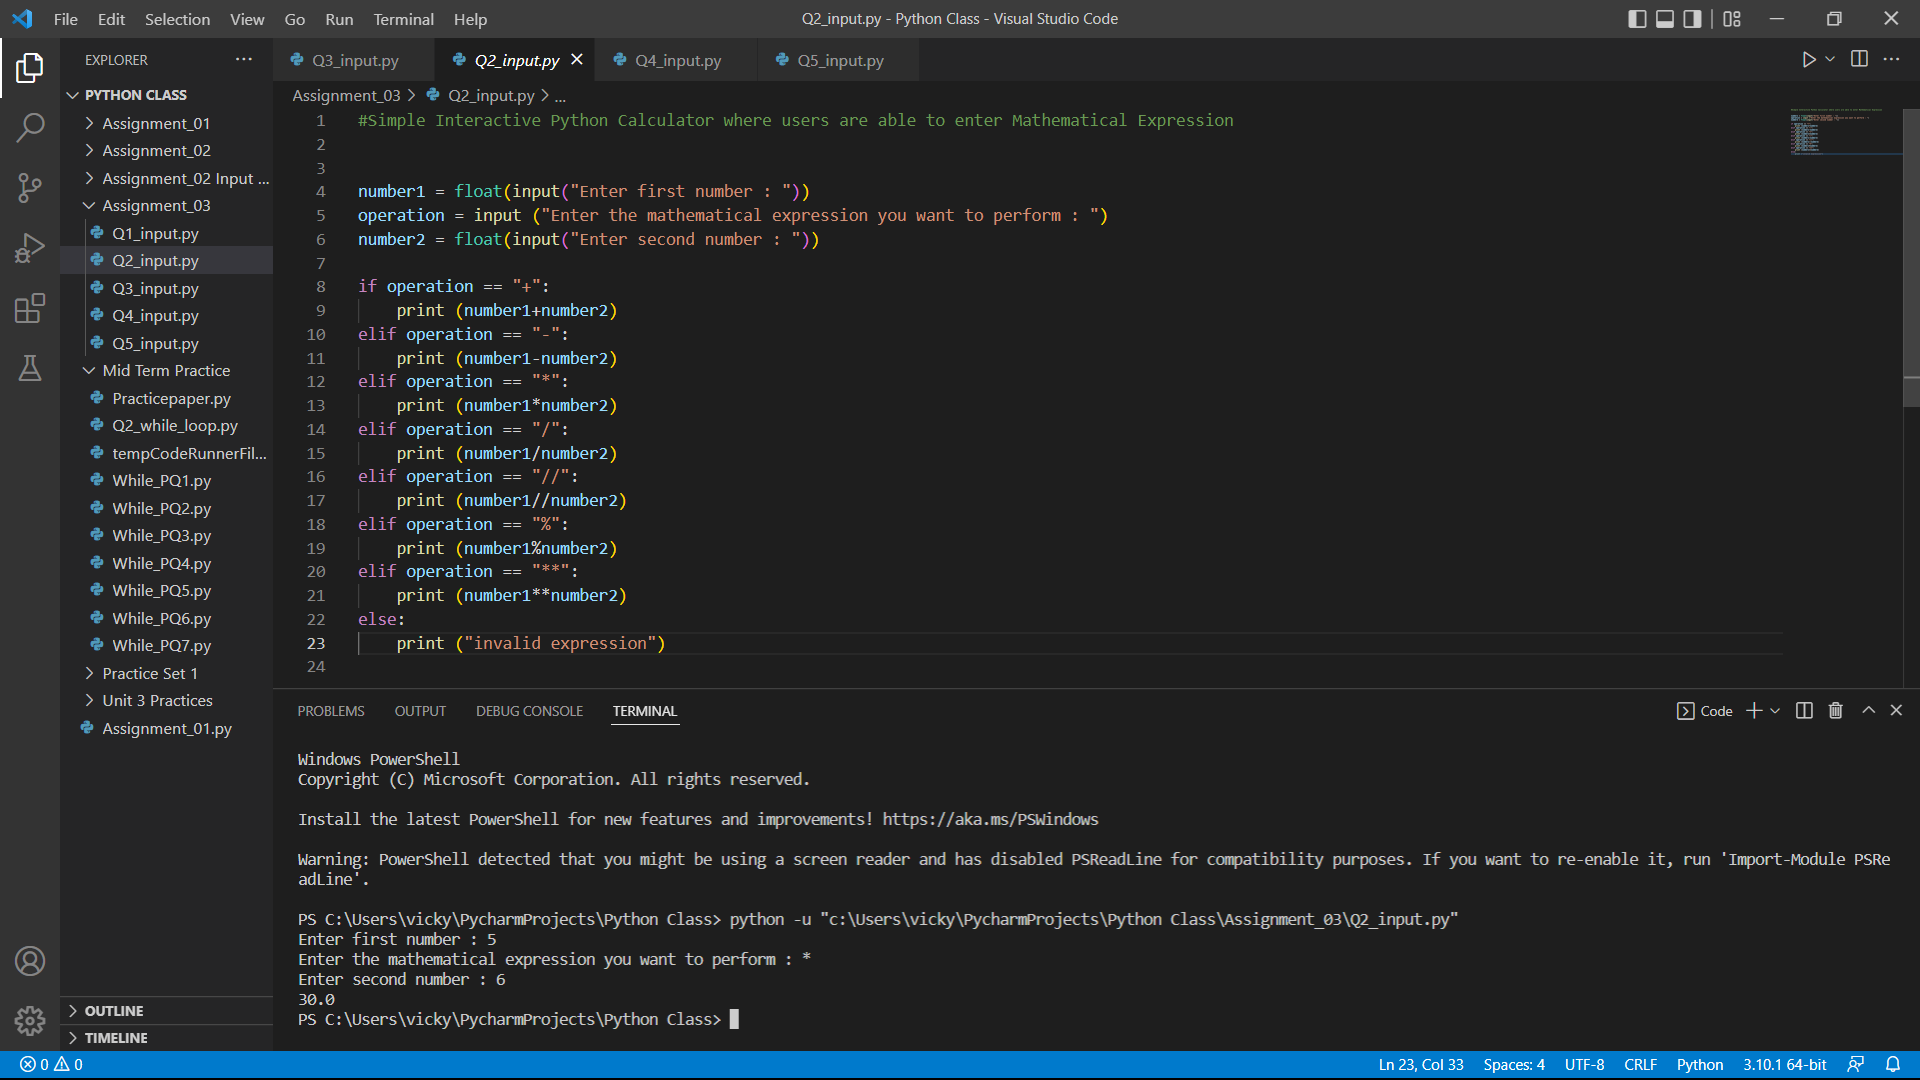 File Edit Selection View Go Run Terminal Help
Q2_input.py - Python Class - Visual Studio Code
EXPLORER
PYTHON CLASS
Assignment_01
Assignment_02
Assignment_02 Input ...
Assignment_03
Q1_input.py
Q2_input.py
Q3_input.py
Q4_input.py
Q5_input.py
Mid Term Practice
Practicepaper.py
Q2_while_loop.py
tempCodeRunnerFil...
While_PQ1.py
While_PQ2.py
While_PQ3.py
While_PQ4.py
While_PQ5.py
While_PQ6.py
While_PQ7.py
Practice Set 1
Unit 3 Practices
Assignment_01.py
OUTLINE
TIMELINE
Q3_input.py Q2_input.py Q4_input.py Q5_input.py
Assignment_03 > Q2_input.py > ...
1 #Simple Interactive Python Calculator where users are able to enter Mathematical Expression
2
3
4 number1 = float(input("Enter first number : "))
5 operation = input ("Enter the mathematical expression you want to perform : ")
6 number2 = float(input("Enter second number : "))
7
8 if operation == "+":
9     print (number1+number2)
10 elif operation == "-":
11     print (number1-number2)
12 elif operation == "*":
13     print (number1*number2)
14 elif operation == "/":
15     print (number1/number2)
16 elif operation == "//":
17     print (number1//number2)
18 elif operation == "%":
19     print (number1%number2)
20 elif operation == "**":
21     print (number1**number2)
22 else:
23     print ("invalid expression")
24
PROBLEMS OUTPUT DEBUG CONSOLE TERMINAL
Code
Windows PowerShell
Copyright (C) Microsoft Corporation. All rights reserved.
Install the latest PowerShell for new features and improvements! https://aka.ms/PSWindows
Warning: PowerShell detected that you might be using a screen reader and has disabled PSReadLine for compatibility purposes. If you want to re-enable it, run 'Import-Module PSRe
adLine'.
PS C:\Users\vicky\PycharmProjects\Python Class> python -u "c:\Users\vicky\PycharmProjects\Python Class\Assignment_03\Q2_input.py"
Enter first number : 5
Enter the mathematical expression you want to perform : *
Enter second number : 6
30.0
PS C:\Users\vicky\PycharmProjects\Python Class>
0 0
Ln 23, Col 33 Spaces: 4 UTF-8 CRLF Python 3.10.1 64-bit